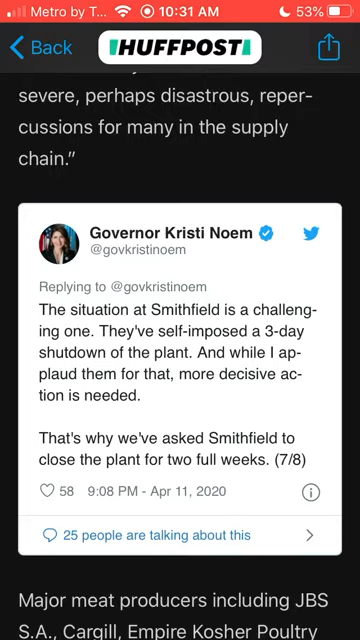 Metro by T... 10:31 AM 53%
Back HUFFPOST
severe, perhaps disastrous, reper-
cussions for many in the supply
chain.”
Governor Kristi Noem
@govkristinoem
Replying to @govkristinoem
The situation at Smithfield is a challeng-
ing one. They've self-imposed a 3-day
shutdown of the plant. And while I ap-
plaud them for that, more decisive ac-
tion is needed.
That's why we've asked Smithfield to
close the plant for two full weeks. (7/8)
58 9:08 PM - Apr 11, 2020
25 people are talking about this
Major meat producers including JBS
S.A., Cargill, Empire Kosher Poultry